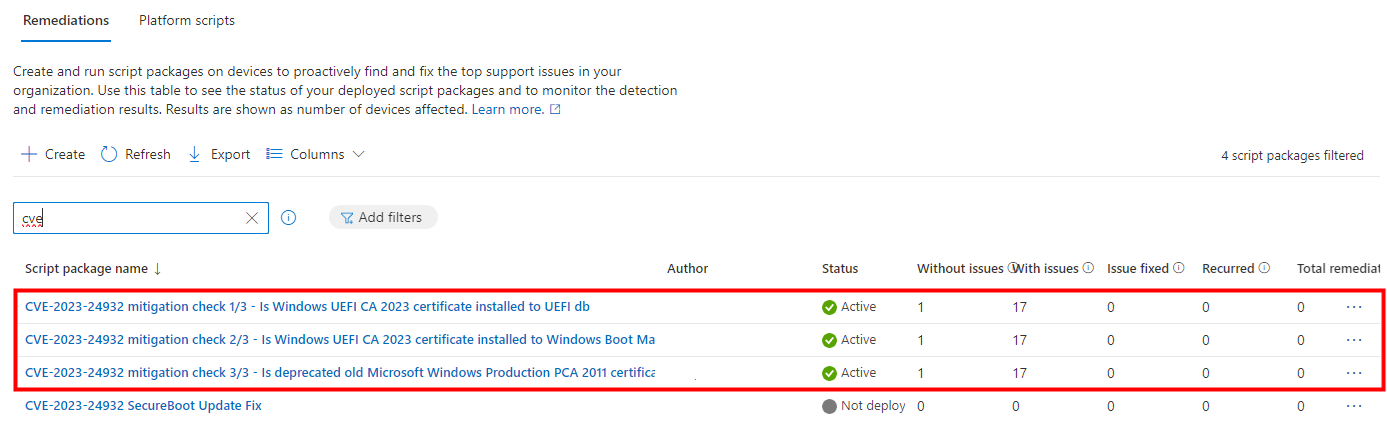 Remediations Platform scripts
Create and run script packages on devices to proactively find and fix the top support issues in your
organization. Use this table to see the status of your deployed script packages and to monitor the detection
and remediation results. Results are shown as number of devices affected. Learn more.
Create Refresh Export Columns 4 script packages filtered
cve Add filters
Script package name ↓ Author Status Without issues With issues Issue fixed Recurred Total remediat
CVE-2023-24932 mitigation check 1/3 - Is Windows UEFI CA 2023 certificate installed to UEFI db Active 1 17 0 0 0 ...
CVE-2023-24932 mitigation check 2/3 - Is Windows UEFI CA 2023 certificate installed to Windows Boot Ma Active 1 17 0 0 0 ...
CVE-2023-24932 mitigation check 3/3 - Is deprecated old Microsoft Windows Production PCA 2011 certifica Active 1 17 0 0 0 ...
CVE-2023-24932 SecureBoot Update Fix Not deploy 0 0 0 0 0 ...